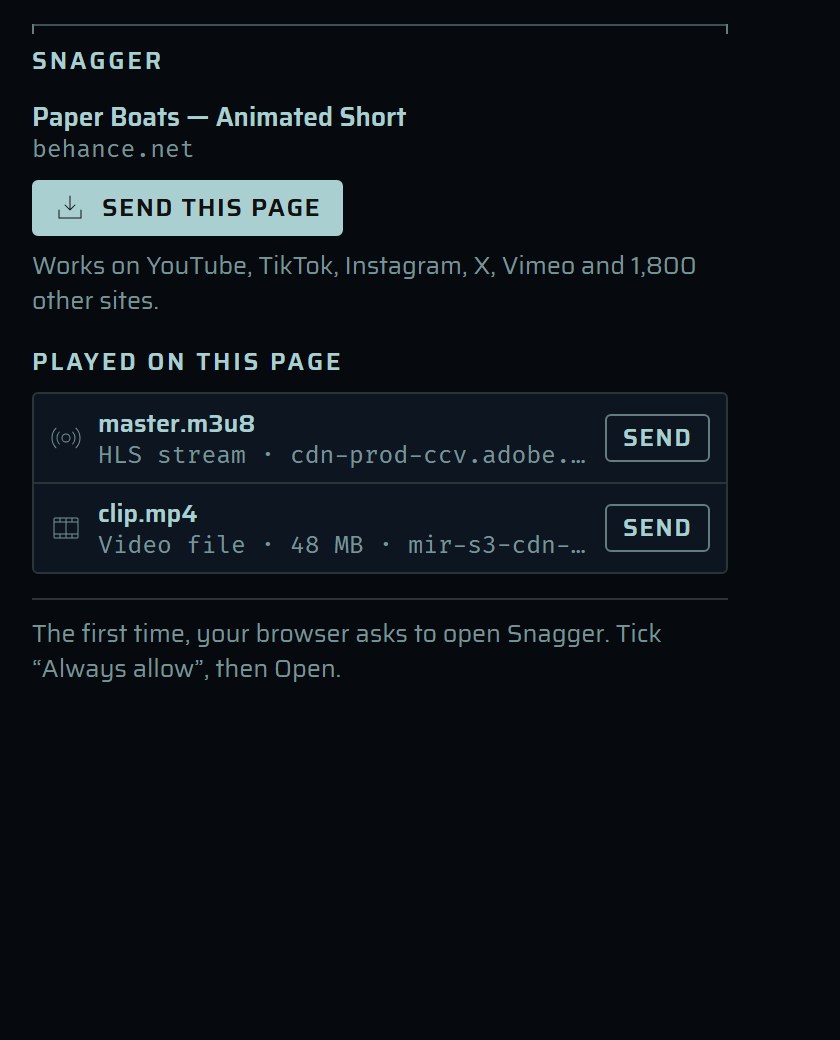 SNAGGER
Paper Boats — Animated Short
behance.net
SEND THIS PAGE
Works on YouTube, TikTok, Instagram, X, Vimeo and 1,800
other sites.
PLAYED ON THIS PAGE
master.m3u8
HLS stream · cdn-prod-ccv.adobe.…
SEND
clip.mp4
Video file · 48 MB · mir-s3-cdn-…
SEND
The first time, your browser asks to open Snagger. Tick
“Always allow”, then Open.